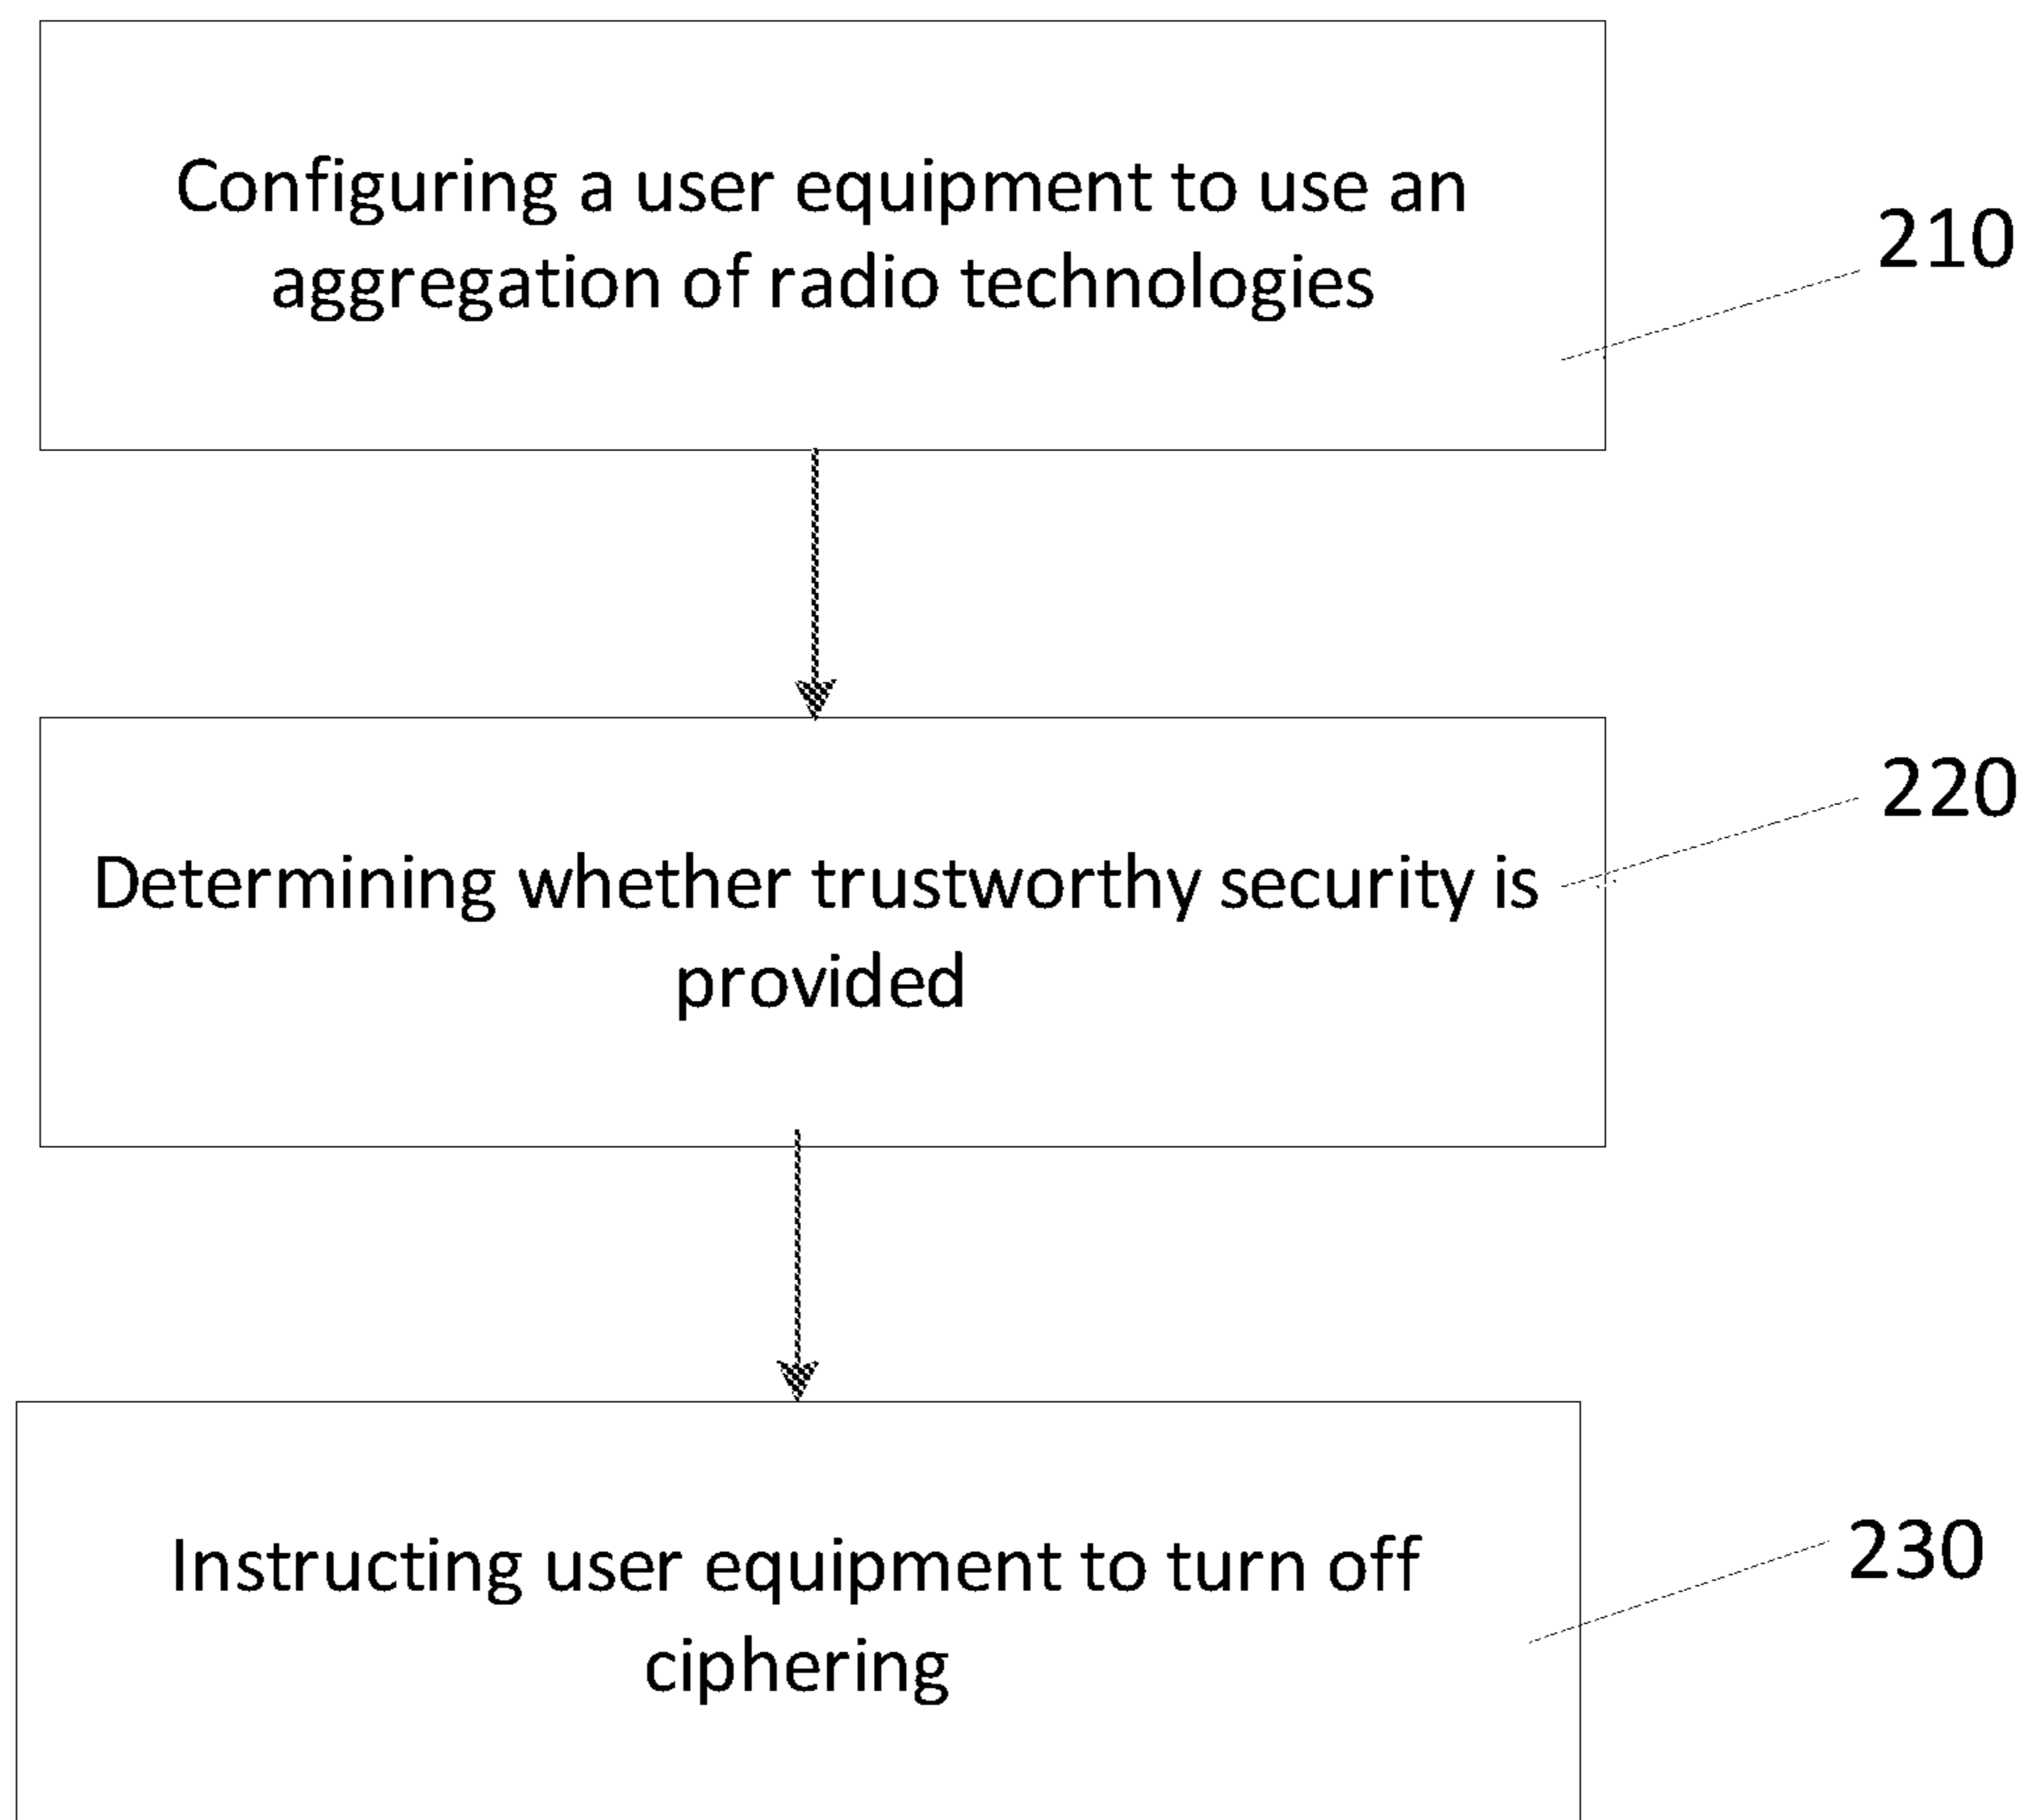 Configuring a user equipment to use an
aggregation of radio technologies
210
Determining whether trustworthy security is
provided
220
Instructing user equipment to turn off
ciphering
230